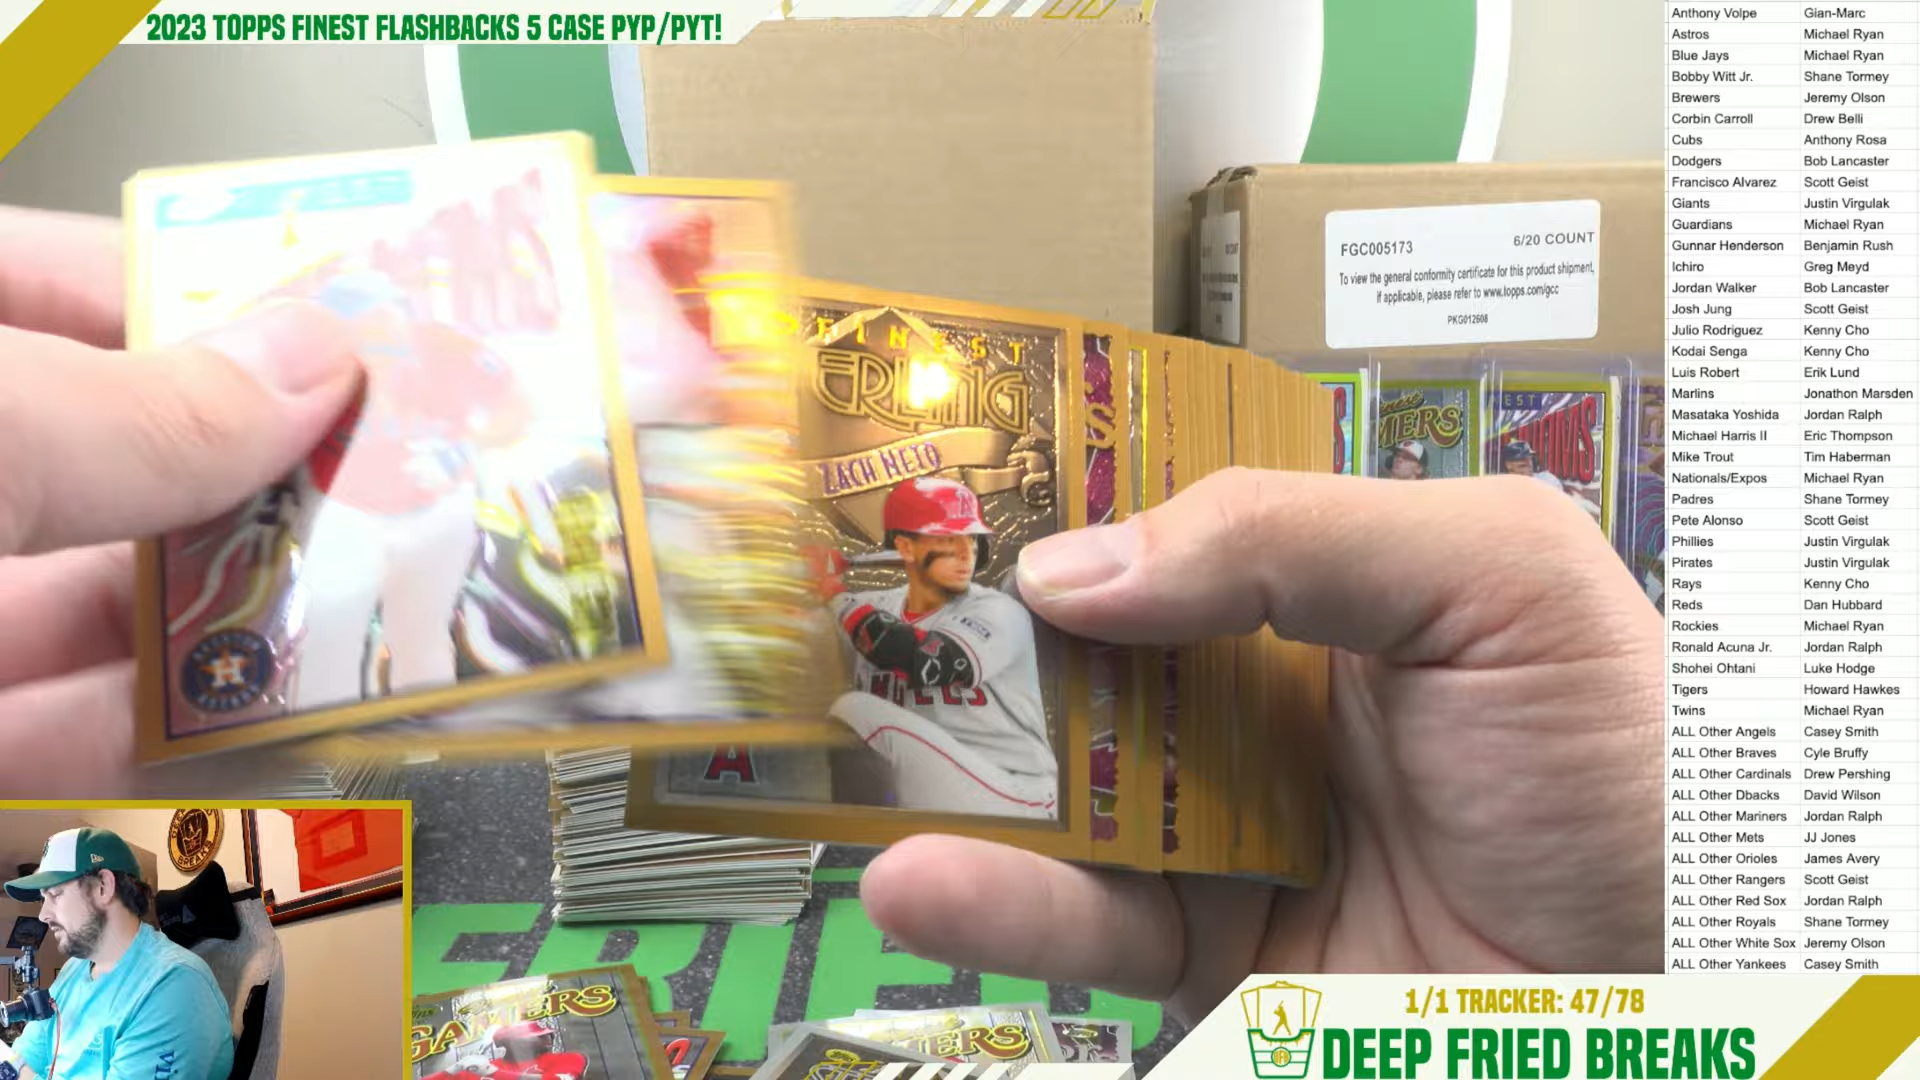 2023 TOPPS FINEST FLASHBACKS 5 CASE PYP/PYT!
FGC005173 6/20 COUNT
To view the general conformity certificate for this product shipment,
if applicable, please refer to www.topps.com/gcc
PKG012608
FINEST
ERLING
ZACH NETO
ANGELS
A
GAMERS
Anthony Volpe Gian-Marc
Astros Michael Ryan
Blue Jays Michael Ryan
Bobby Witt Jr. Shane Tormey
Brewers Jeremy Olson
Corbin Carroll Drew Belli
Cubs Anthony Rosa
Dodgers Bob Lancaster
Francisco Alvarez Scott Geist
Giants Justin Virgulak
Guardians Michael Ryan
Gunnar Henderson Benjamin Rush
Ichiro Greg Meyd
Jordan Walker Bob Lancaster
Josh Jung Scott Geist
Julio Rodriguez Kenny Cho
Kodai Senga Kenny Cho
Luis Robert Erik Lund
Marlins Jonathon Marsden
Masataka Yoshida Jordan Ralph
Michael Harris II Eric Thompson
Mike Trout Tim Haberman
Nationals/Expos Michael Ryan
Padres Shane Tormey
Pete Alonso Scott Geist
Phillies Justin Virgulak
Pirates Justin Virgulak
Rays Kenny Cho
Reds Dan Hubbard
Rockies Michael Ryan
Ronald Acuna Jr. Jordan Ralph
Shohei Ohtani Luke Hodge
Tigers Howard Hawkes
Twins Michael Ryan
ALL Other Angels Casey Smith
ALL Other Braves Cyle Bruffy
ALL Other Cardinals Drew Pershing
ALL Other Dbacks David Wilson
ALL Other Mariners Jordan Ralph
ALL Other Mets JJ Jones
ALL Other Orioles James Avery
ALL Other Rangers Scott Geist
ALL Other Red Sox Jordan Ralph
ALL Other Royals Shane Tormey
ALL Other White Sox Jeremy Olson
ALL Other Yankees Casey Smith
1/1 TRACKER: 47/78
DEEP FRIED BREAKS